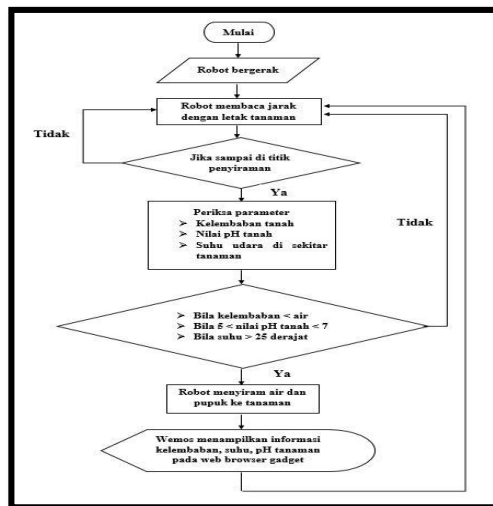 Mulai
Robot bergerak
Robot membaca jarak
dengan letak tanaman
Tidak
Jika sampai di titik
penyiraman
Ya
Periksa parameter
➤ Kelembaban tanah
➤ Nilai pH tanah
➤ Suhu udara di sekitar
tanaman
Tidak
➤ Bila kelembaban < air
➤ Bila 5 < nilai pH tanah < 7
➤ Bila suhu > 25 derajat
Ya
Robot menyiram air dan
pupuk ke tanaman
Wemos menampilkan informasi
kelembaban, suhu, pH tanaman
pada web browser gadget